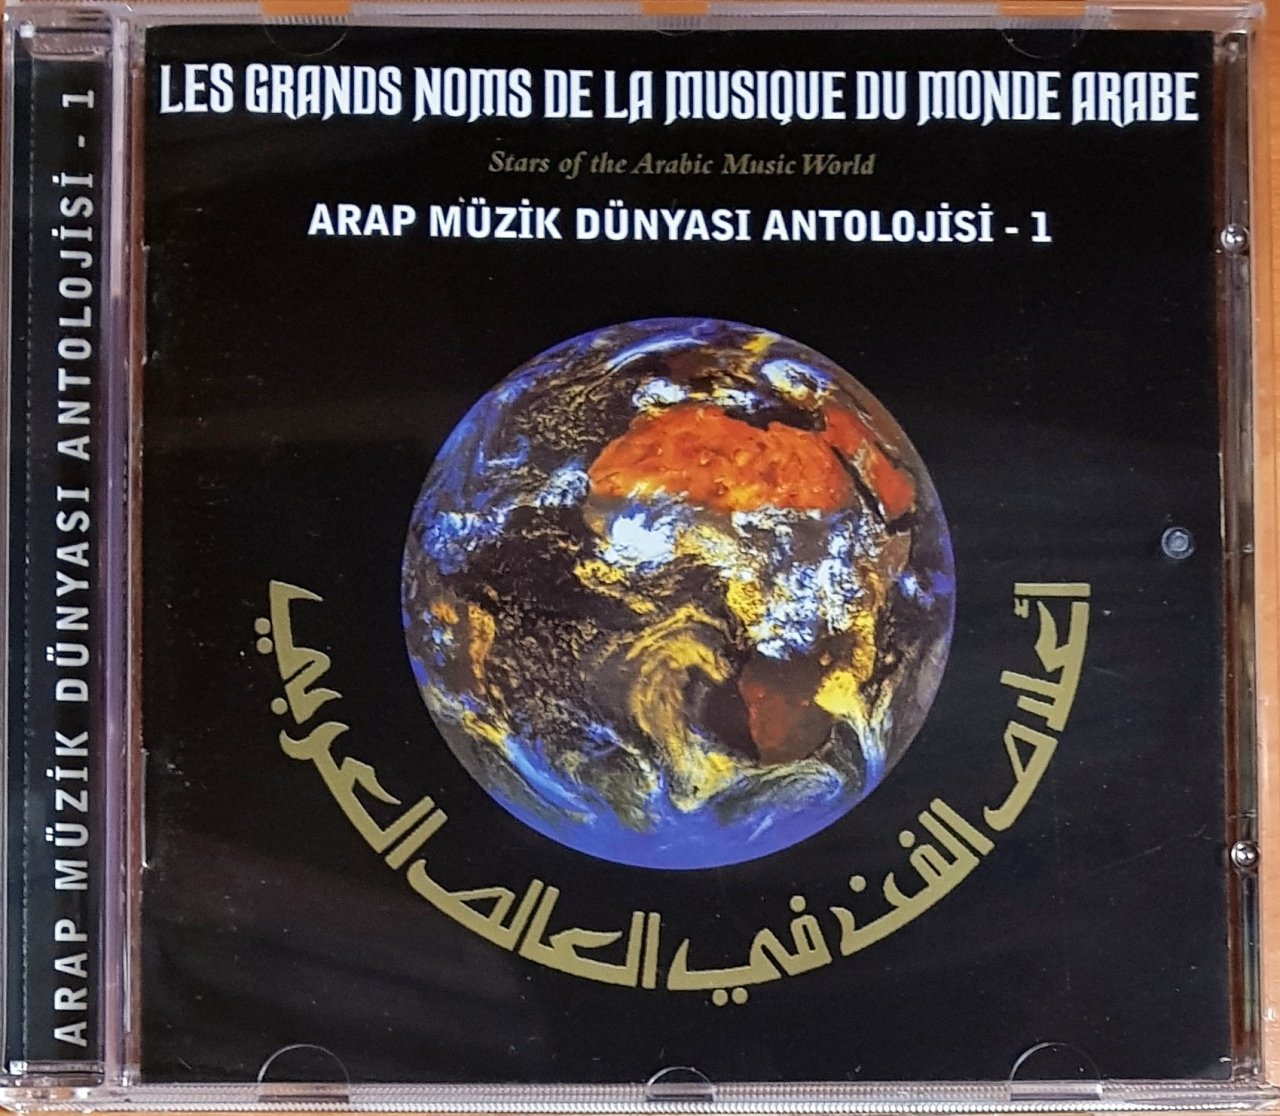 LES GRANDS NOMS DE LA MUSIQUE DU MONDE ARABE
Stars of the Arabic Music World
ARAP MÜZİK DÜNYASI ANTOLOJİSİ - 1
أعلام الفن في العالم العربي
ARAP MÜZİK DÜNYASI ANTOLOJİSİ - 1